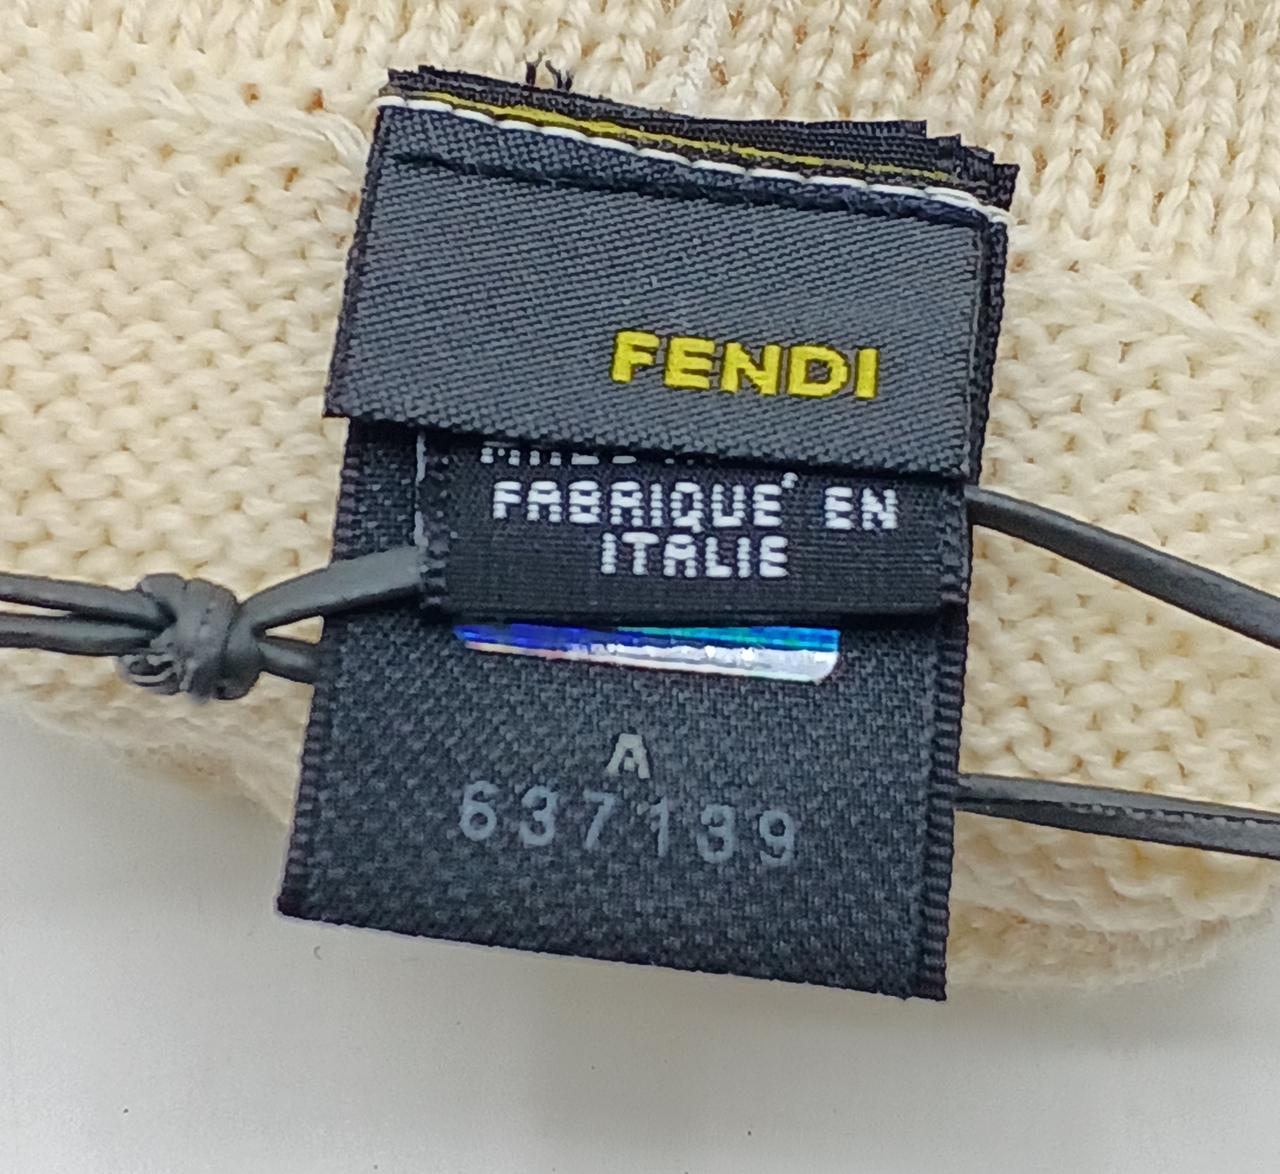 FENDI
FABRIQUE' EN
ITALIE
A
637139